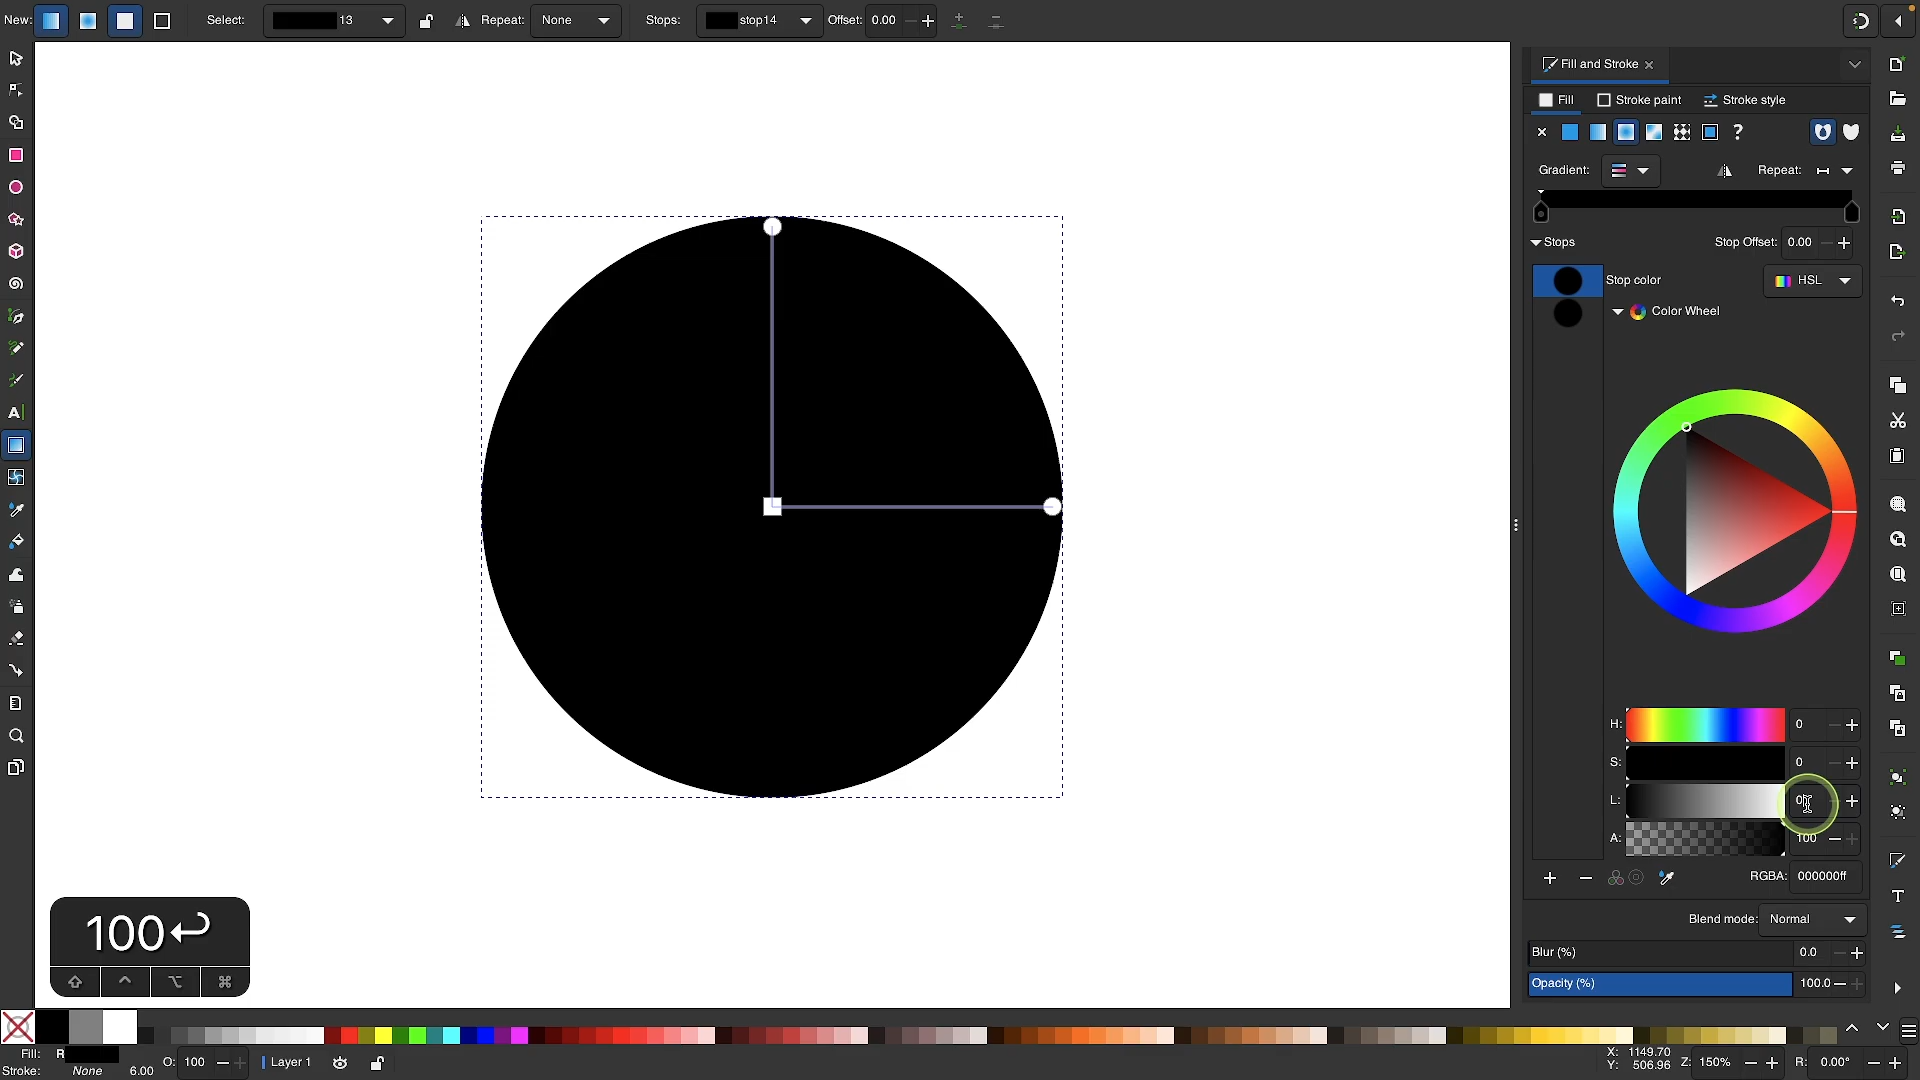 New: Select: 13 Repeat: None Stops: stop14 Offset: 0.00
Fill and Stroke
Fill Stroke paint Stroke style
?
Gradient: Repeat:
Stops Stop Offset: 0.00
Stop color HSL
Color Wheel
H: 0
S: 0
L: 0
A: 100
RGBA: 000000ff
Blend mode: Normal
Blur (%) 0.0
Opacity (%) 100.0
100
Fill: R
Stroke: None 6.00
O: 100 Layer 1
X: 1149.70
Y: 506.96
Z: 150% R: 0.00°